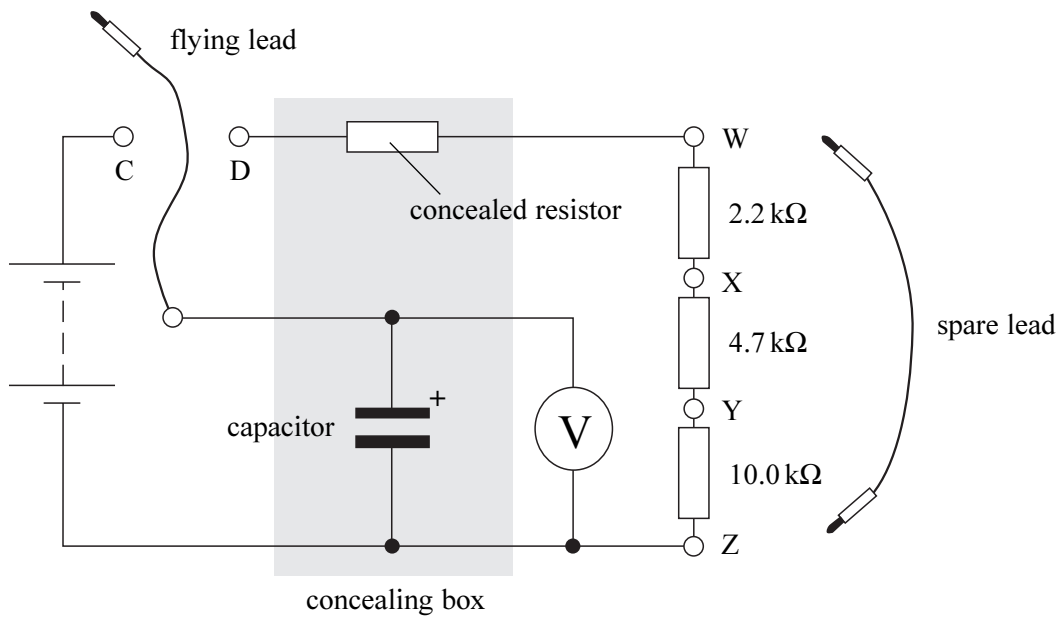 flying lead
C
D
W
concealed resistor
2.2 kΩ
X
spare lead
4.7 kΩ
+
Y
capacitor
V
10.0 kΩ
Z
concealing box